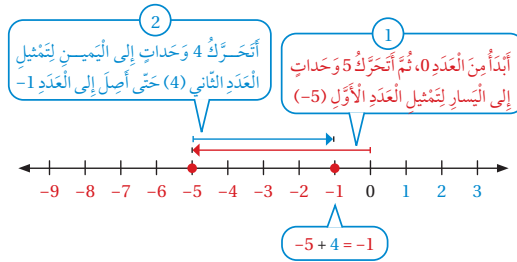 1
أَبْدَأُ مِنَ الْعَدَدِ 0، ثُمَّ أَتَحَرَّكُ 5 وَحَداتٍ
إِلى الْيَسارِ لِتَمْثيلِ الْعَدَدِ الْأَوَّلِ (5−)
2
أَتَحَــرَّكُ 4 وَحَداتٍ إِلى الْيَميــنِ لِتَمْثيلِ
الْعَدَدِ الثّاني (4) حَتّى أَصِلَ إِلى الْعَدَدِ 1−
−9 −8 −7 −6 −5 −4 −3 −2 −1 0 1 2 3
−5 + 4 = −1